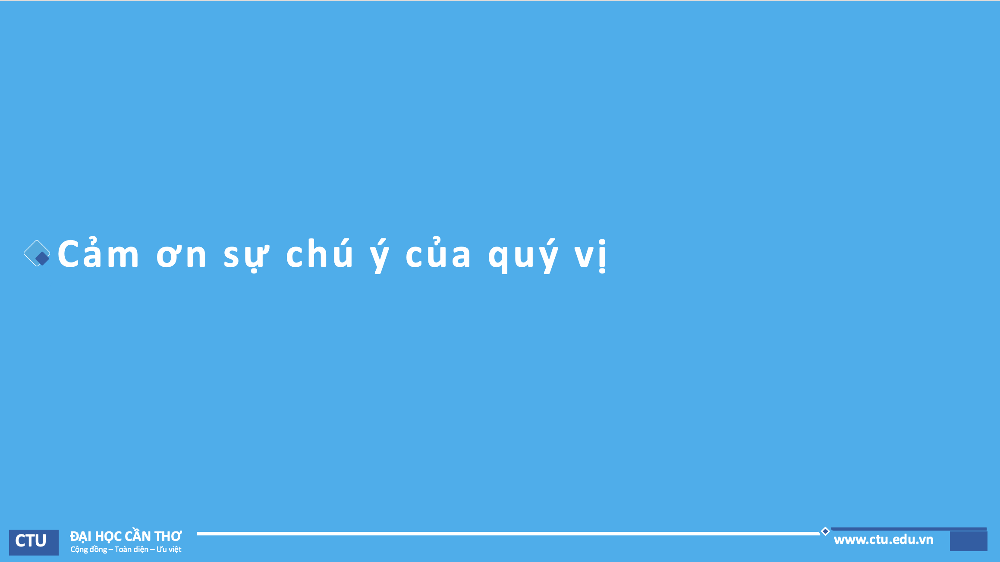 Cảm ơn sự chú ý của quý vị
CTU
ĐẠI HỌC CẦN THƠ
Cộng đồng – Toàn diện – Ưu việt
www.ctu.edu.vn